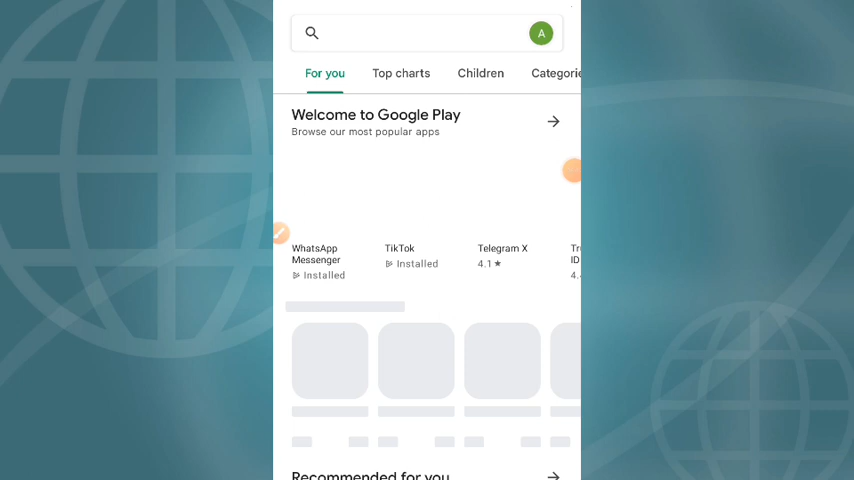 A
For you Top charts Children Categorie
Welcome to Google Play
Browse our most popular apps
WhatsApp Messenger
Installed
TikTok
Installed
Telegram X
4.1 ★
Tr
ID
4.
Recommended for you